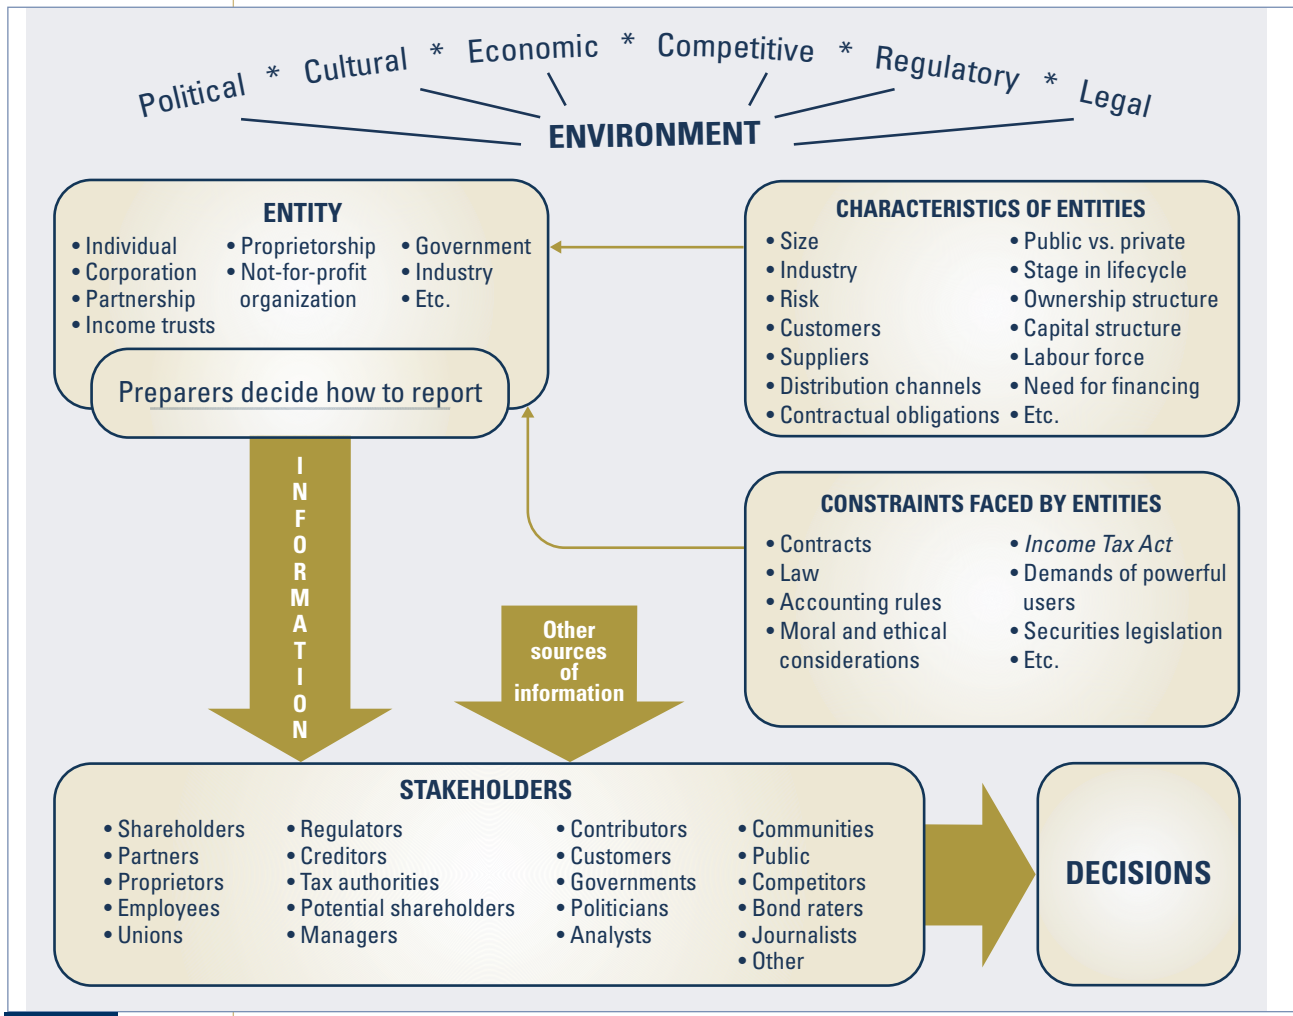 Political * Cultural * Economic * Competitive * Regulatory * Legal
ENVIRONMENT
ENTITY
• Individual
• Corporation
• Partnership
• Income trusts
• Proprietorship
• Not-for-profit
organization
• Government
• Industry
• Etc.
Preparers decide how to report
CHARACTERISTICS OF ENTITIES
• Size
• Industry
• Risk
• Customers
• Suppliers
• Distribution channels
• Contractual obligations
• Public vs. private
• Stage in lifecycle
• Ownership structure
• Capital structure
• Labour force
• Need for financing
• Etc.
CONSTRAINTS FACED BY ENTITIES
• Contracts
• Law
• Accounting rules
• Moral and ethical
considerations
• Income Tax Act
• Demands of powerful
users
• Securities legislation
• Etc.
INFORMATION
Other
sources
of
information
STAKEHOLDERS
• Shareholders
• Partners
• Proprietors
• Employees
• Unions
• Regulators
• Creditors
• Tax authorities
• Potential shareholders
• Managers
• Contributors
• Customers
• Governments
• Politicians
• Analysts
• Communities
• Public
• Competitors
• Bond raters
• Journalists
• Other
DECISIONS